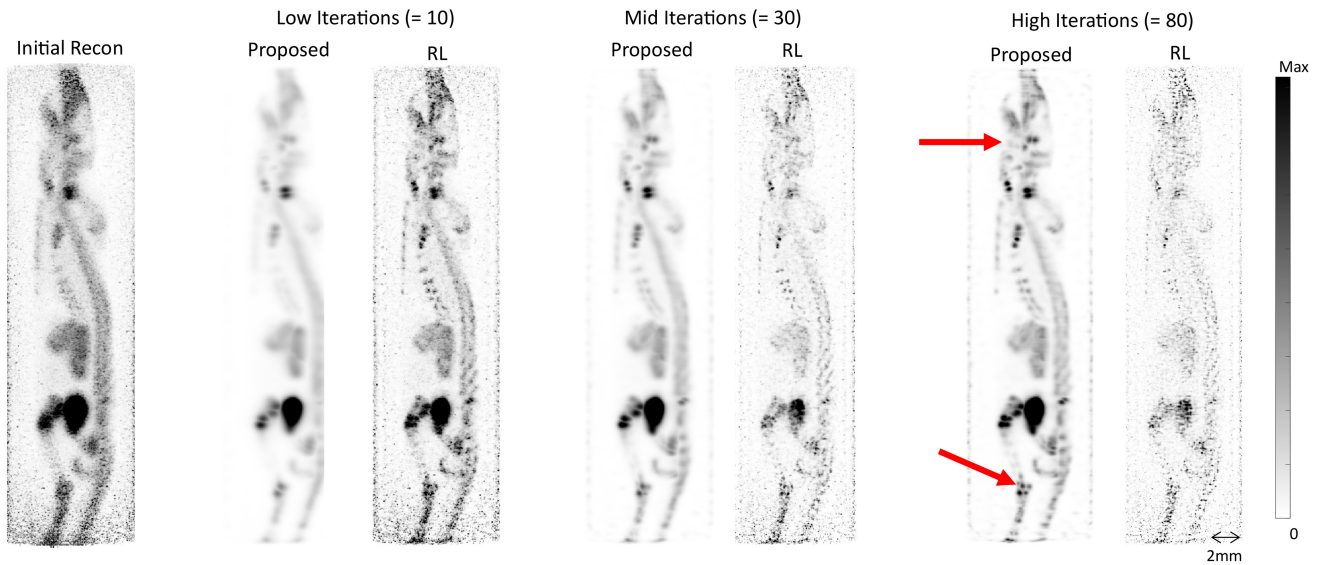 Low Iterations (= 10)
Mid Iterations (= 30)
High Iterations (= 80)
Initial Recon
Proposed
RL
Proposed
RL
Proposed
RL
Max
0
2mm